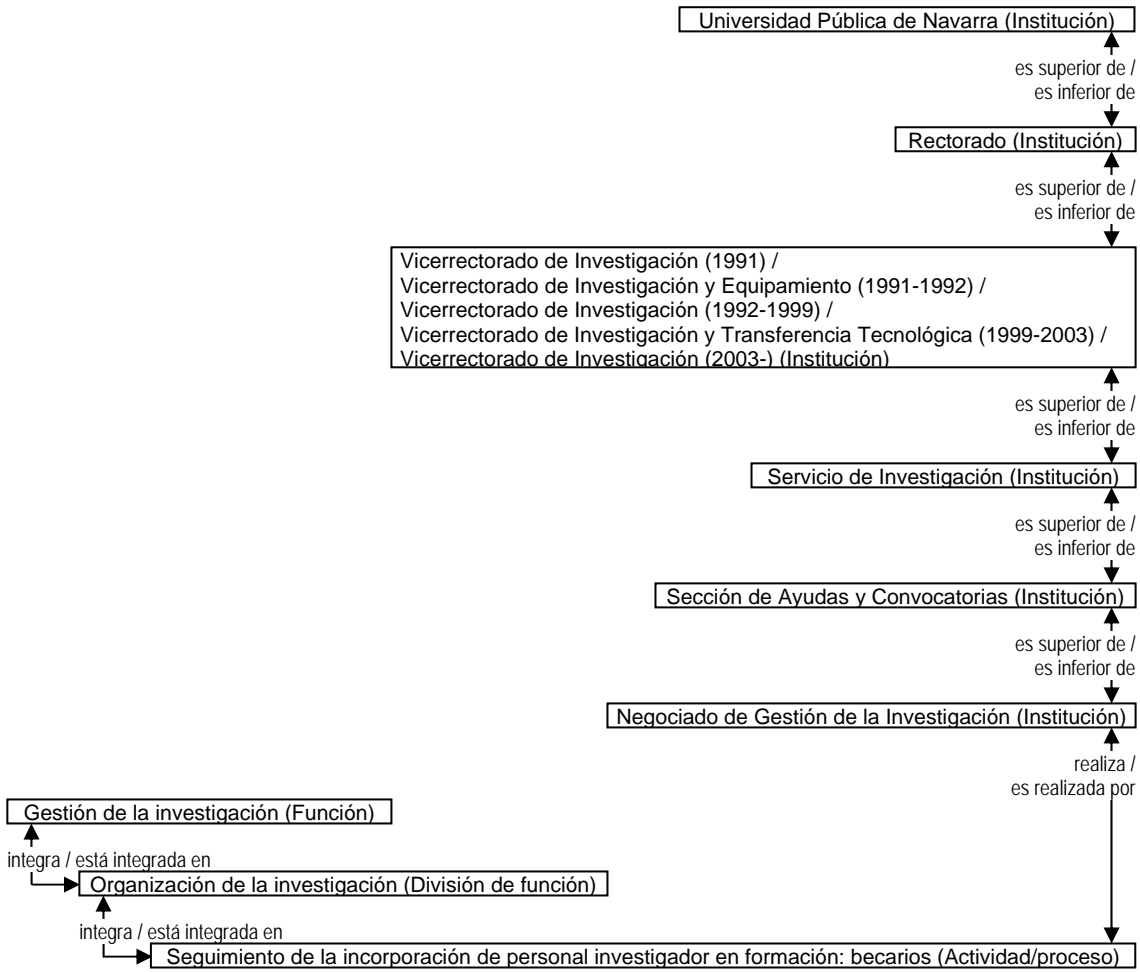 Universidad Pública de Navarra (Institución)
es superior de /
es inferior de
Rectorado (Institución)
es superior de /
es inferior de
Vicerrectorado de Investigación (1991) /
Vicerrectorado de Investigación y Equipamiento (1991-1992) /
Vicerrectorado de Investigación (1992-1999) /
Vicerrectorado de Investigación y Transferencia Tecnológica (1999-2003) /
Vicerrectorado de Investigación (2003-) (Institución)
es superior de /
es inferior de
Servicio de Investigación (Institución)
es superior de /
es inferior de
Sección de Ayudas y Convocatorias (Institución)
es superior de /
es inferior de
Negociado de Gestión de la Investigación (Institución)
realiza /
es realizada por
Gestión de la investigación (Función)
integra / está integrada en
Organización de la investigación (División de función)
integra / está integrada en
Seguimiento de la incorporación de personal investigador en formación: becarios (Actividad/proceso)